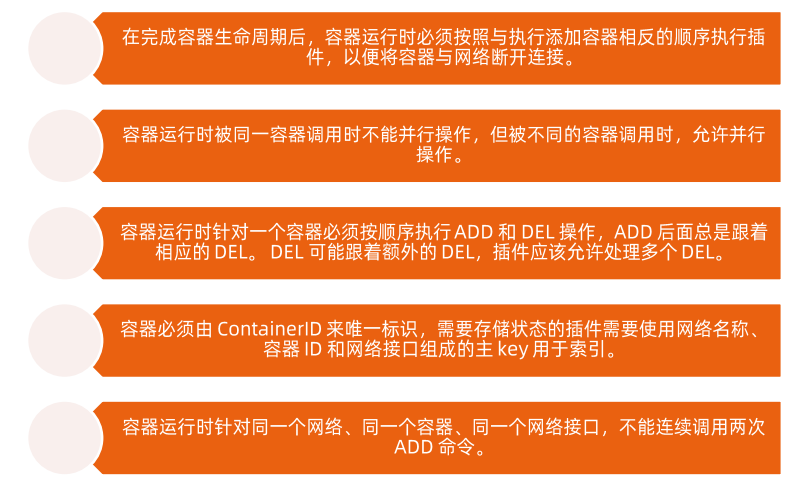 在完成容器生命周期后，容器运行时必须按照与执行添加容器相反的顺序执行插
件，以便将容器与网络断开连接。
容器运行时被同一容器调用时不能并行操作，但被不同的容器调用时，允许并行
操作。
容器运行时针对一个容器必须按顺序执行 ADD 和 DEL 操作，ADD 后面总是跟着
相应的 DEL。 DEL 可能跟着额外的 DEL，插件应该允许处理多个 DEL。
容器必须由 ContainerID 来唯一标识，需要存储状态的插件需要使用网络名称、
容器 ID 和网络接口组成的主 key 用于索引。
容器运行时针对同一个网络、同一个容器、同一个网络接口，不能连续调用两次
ADD 命令。